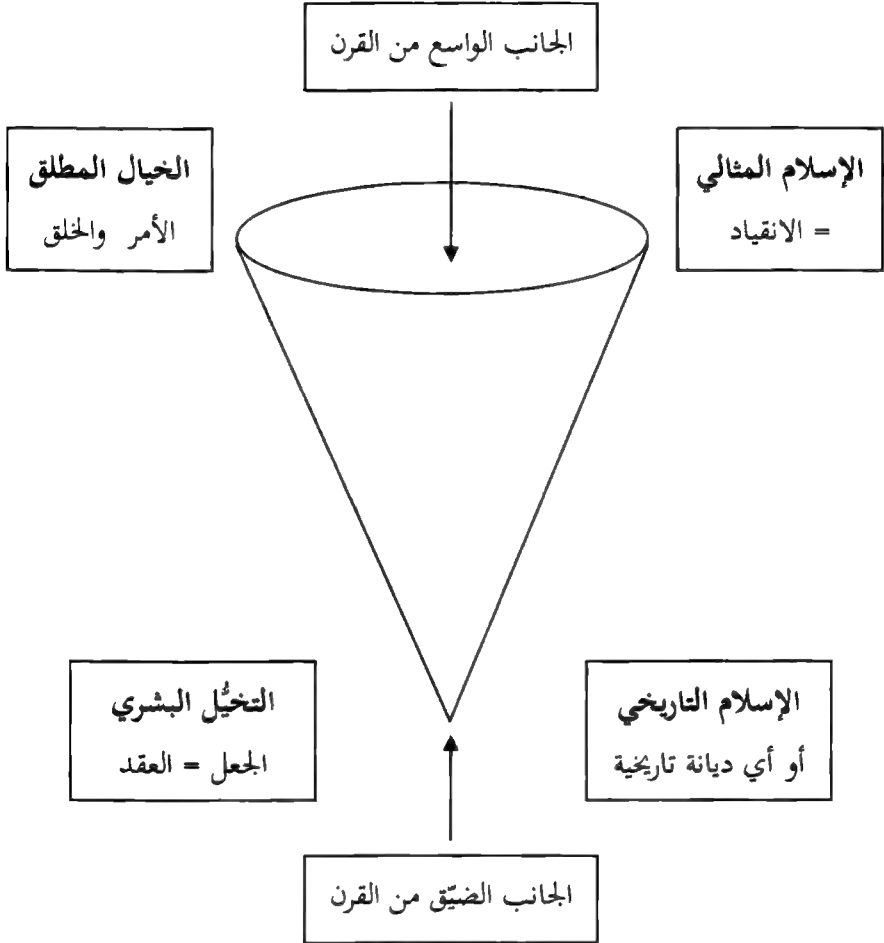 الجانب الواسع من القرن
الإسلام المثالي
= الانقياد
الخيال المطلق
الأمر والخلق
الإسلام التاريخي
أو أي ديانة تاريخية
التخيُّل البشري
الجعل = العقد
الجانب الضيّق من القرن